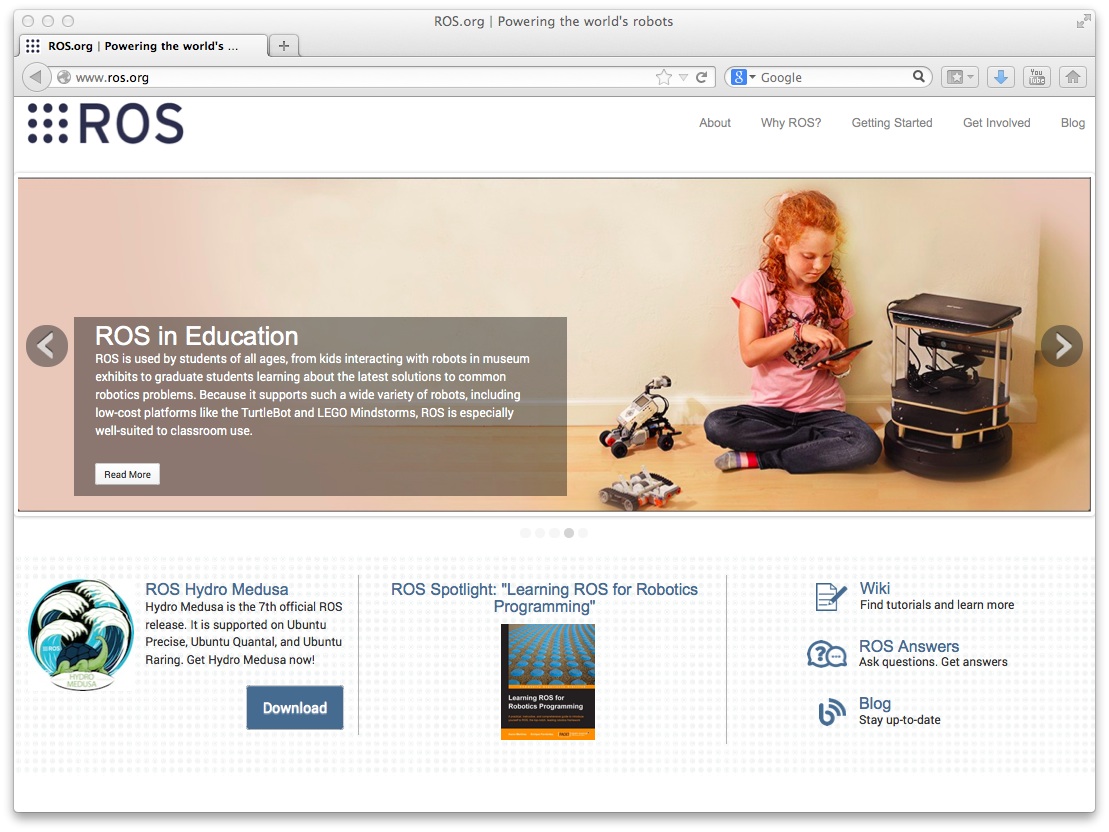 ROS.org | Powering the world's robots
ROS.org | Powering the world's ...
www.ros.org
Google
You
Tube
ROS
About
Why ROS?
Getting Started
Get Involved
Blog
ROS in Education
ROS is used by students of all ages, from kids interacting with robots in museum
exhibits to graduate students learning about the latest solutions to common
robotics problems. Because it supports such a wide variety of robots, including
low-cost platforms like the TurtleBot and LEGO Mindstorms, ROS is especially
well-suited to classroom use.
Read More
ROS Hydro Medusa
Hydro Medusa is the 7th official ROS
release. It is supported on Ubuntu
Precise, Ubuntu Quantal, and Ubuntu
Raring. Get Hydro Medusa now!
Download
ROS
HYDRO
MEDUSA
ROS Spotlight: "Learning ROS for Robotics
Programming"
Learning ROS for
Robotics Programming
Wiki
Find tutorials and learn more
ROS Answers
Ask questions. Get answers
Blog
Stay up-to-date